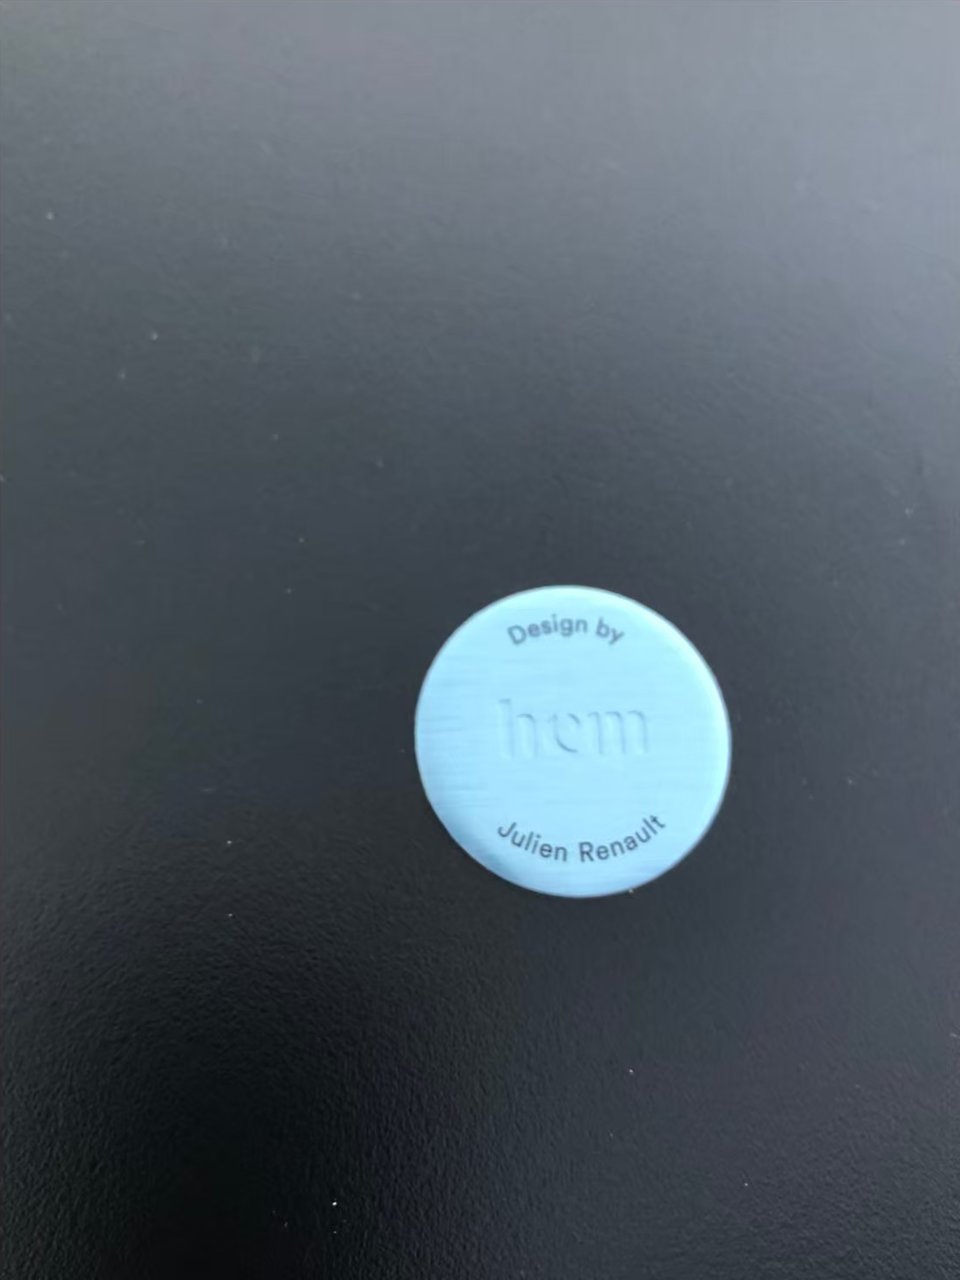 Design by
hem
Julien Renault